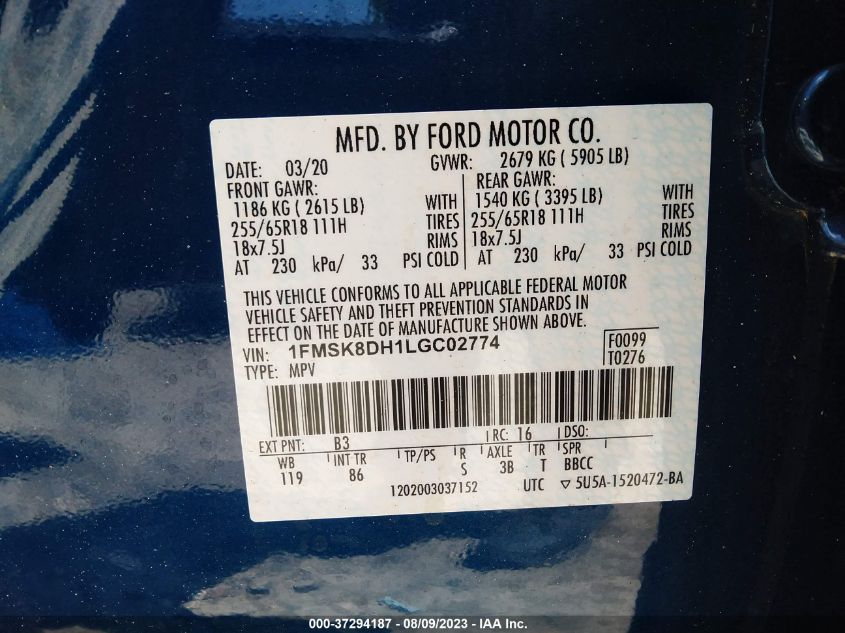 MFD. BY FORD MOTOR CO.
DATE: 03/20 GVWR: 2679 KG ( 5905 LB)
FRONT GAWR: REAR GAWR:
1186 KG ( 2615 LB) WITH 1540 KG ( 3395 LB) WITH
255/65R18 111H TIRES 255/65R18 111H TIRES
18x7.5J RIMS 18x7.5J RIMS
AT 230 kPa/ 33 PSI COLD AT 230 kPa/ 33 PSI COLD
THIS VEHICLE CONFORMS TO ALL APPLICABLE FEDERAL MOTOR
VEHICLE SAFETY AND THEFT PREVENTION STANDARDS IN
EFFECT ON THE DATE OF MANUFACTURE SHOWN ABOVE.
VIN: 1FMSK8DH1LGC02774 F0099
TYPE: MPV T0276
EXT PNT: B3 RC: 16 DSO:
WB INT TR TP/PS R AXLE TR SPR
119 86 S 3B T BBCC
1202003037152 UTC ▽ 5U5A-1520472-BA
000-37294187 - 08/09/2023 - IAA Inc.